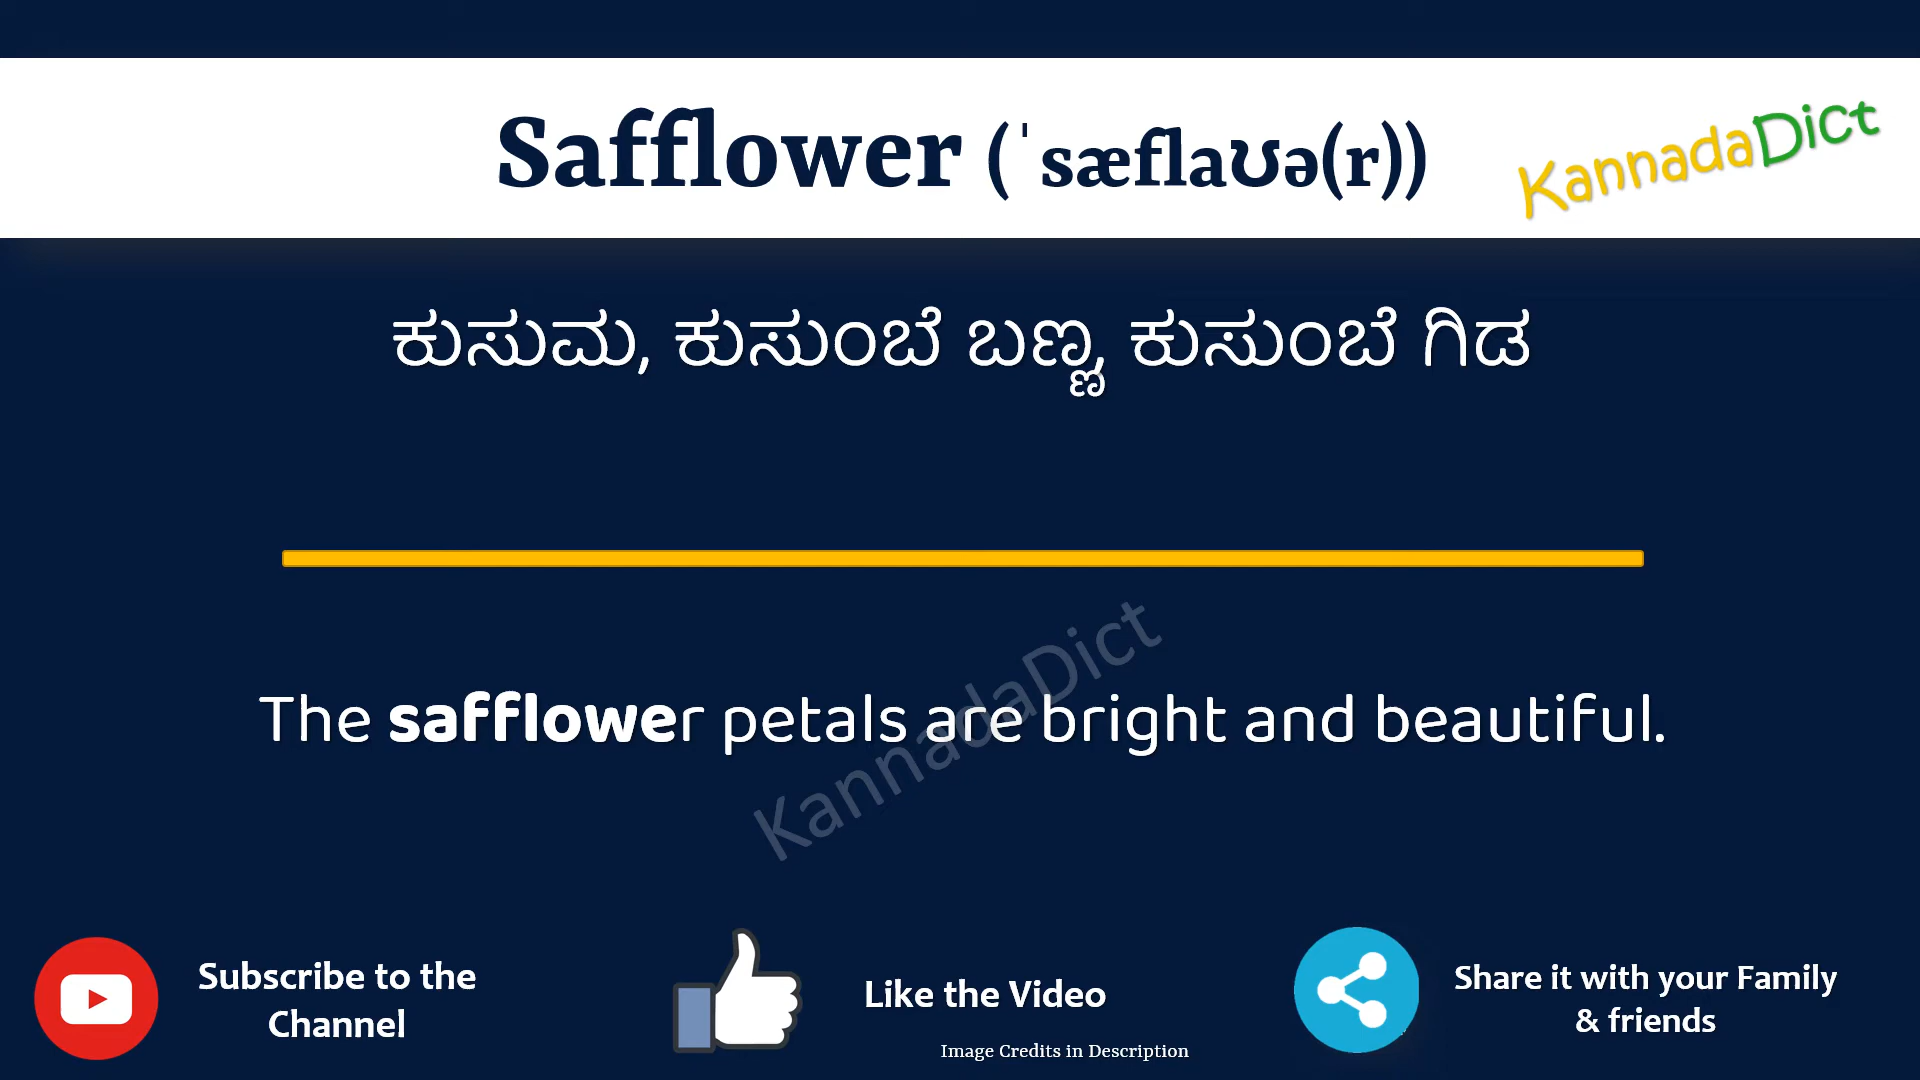 Safflower (ˈsæflaʊə(r))
KannadaDict
ಕುಸುಮ, ಕುಸುಂಬೆ ಬಣ್ಣ, ಕುಸುಂಬೆ ಗಿಡ
KannadaDict
The safflower petals are bright and beautiful.
Subscribe to the
Channel
Like the Video
Share it with your Family
& friends
Image Credits in Description